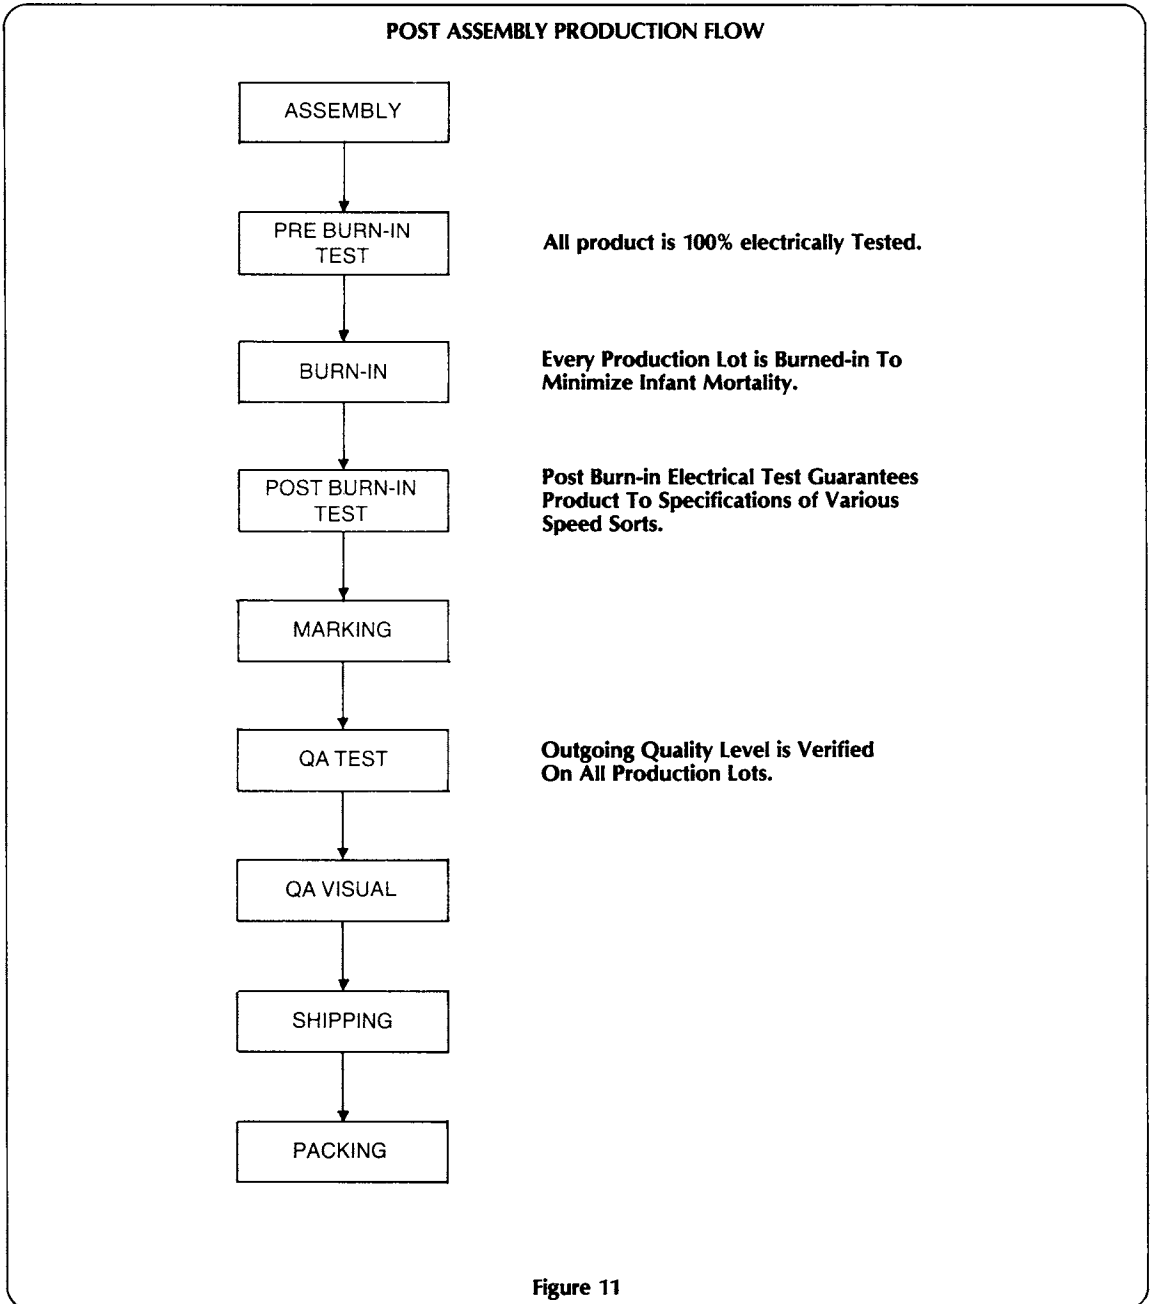 POST ASSEMBLY PRODUCTION FLOW
ASSEMBLY
PRE BURN-IN
TEST
All product is 100% electrically Tested.
BURN-IN
Every Production Lot is Burned-in To
Minimize Infant Mortality.
POST BURN-IN
TEST
Post Burn-in Electrical Test Guarantees
Product To Specifications of Various
Speed Sorts.
MARKING
QA TEST
Outgoing Quality Level is Verified
On All Production Lots.
QA VISUAL
SHIPPING
PACKING
Figure 11